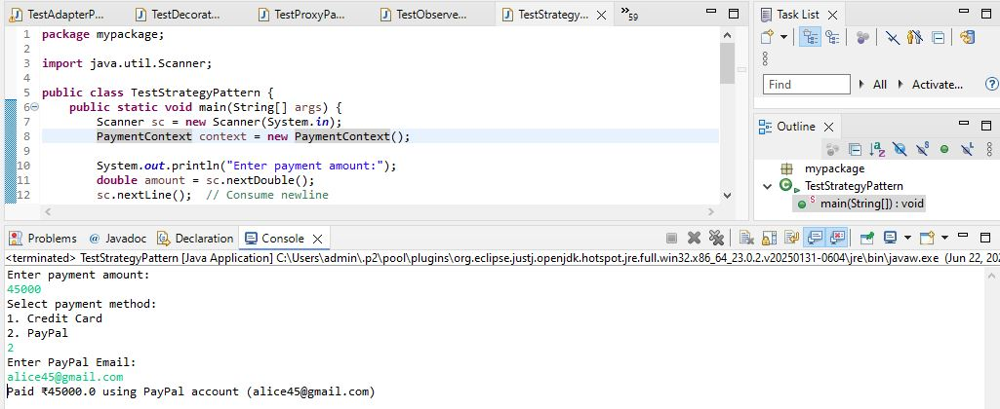 TestAdapterP... TestDecorat... TestProxyPa... TestObserve... TestStrategy... »59
1 package mypackage;
2
3 import java.util.Scanner;
4
5 public class TestStrategyPattern {
6 public static void main(String[] args) {
7 Scanner sc = new Scanner(System.in);
8 PaymentContext context = new PaymentContext();
9
10 System.out.println("Enter payment amount:");
11 double amount = sc.nextDouble();
12 sc.nextLine(); // Consume newline
Task List
Find All Activate...
Outline
mypackage
TestStrategyPattern
main(String[]) : void
Problems Javadoc Declaration Console
<terminated> TestStrategyPattern [Java Application] C:\Users\admin\.p2\pool\plugins\org.eclipse.justj.openjdk.hotspot.jre.full.win32.x86_64_23.0.2.v20250131-0604\jre\bin\javaw.exe (Jun 22, 202
Enter payment amount:
45000
Select payment method:
1. Credit Card
2. PayPal
2
Enter PayPal Email:
alice45@gmail.com
Paid ₹45000.0 using PayPal account (alice45@gmail.com)